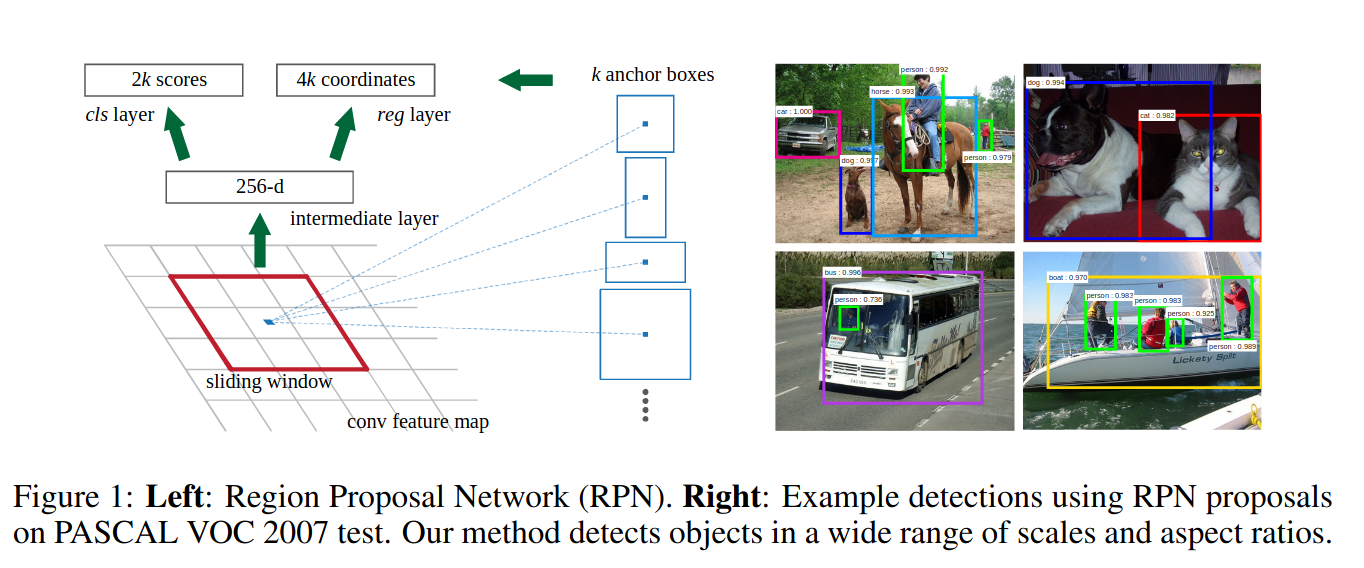 2k scores
4k coordinates
k anchor boxes
cls layer
reg layer
256-d
intermediate layer
sliding window
conv feature map
person : 0.992
horse : 0.993
car : 1.000
dog : 0.997
person : 0.979
dog : 0.994
cat : 0.982
bus : 0.996
person : 0.736
boat : 0.970
person : 0.983
person : 0.983
person : 0.925
person : 0.989
Lickety Split
Figure 1: Left: Region Proposal Network (RPN). Right: Example detections using RPN proposals
on PASCAL VOC 2007 test. Our method detects objects in a wide range of scales and aspect ratios.